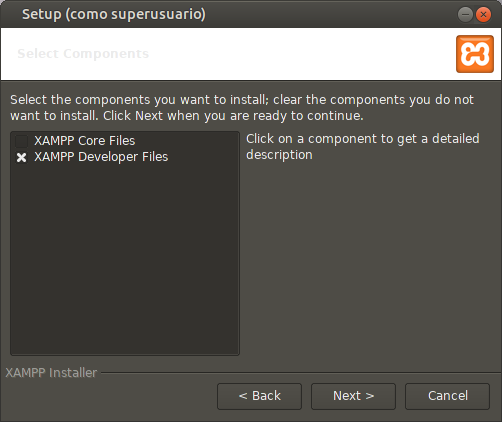 Setup (como superusuario)
Select Components
Select the components you want to install; clear the components you do not
want to install. Click Next when you are ready to continue.
XAMPP Core Files
XAMPP Developer Files
Click on a component to get a detailed
description
XAMPP Installer
< Back
Next >
Cancel